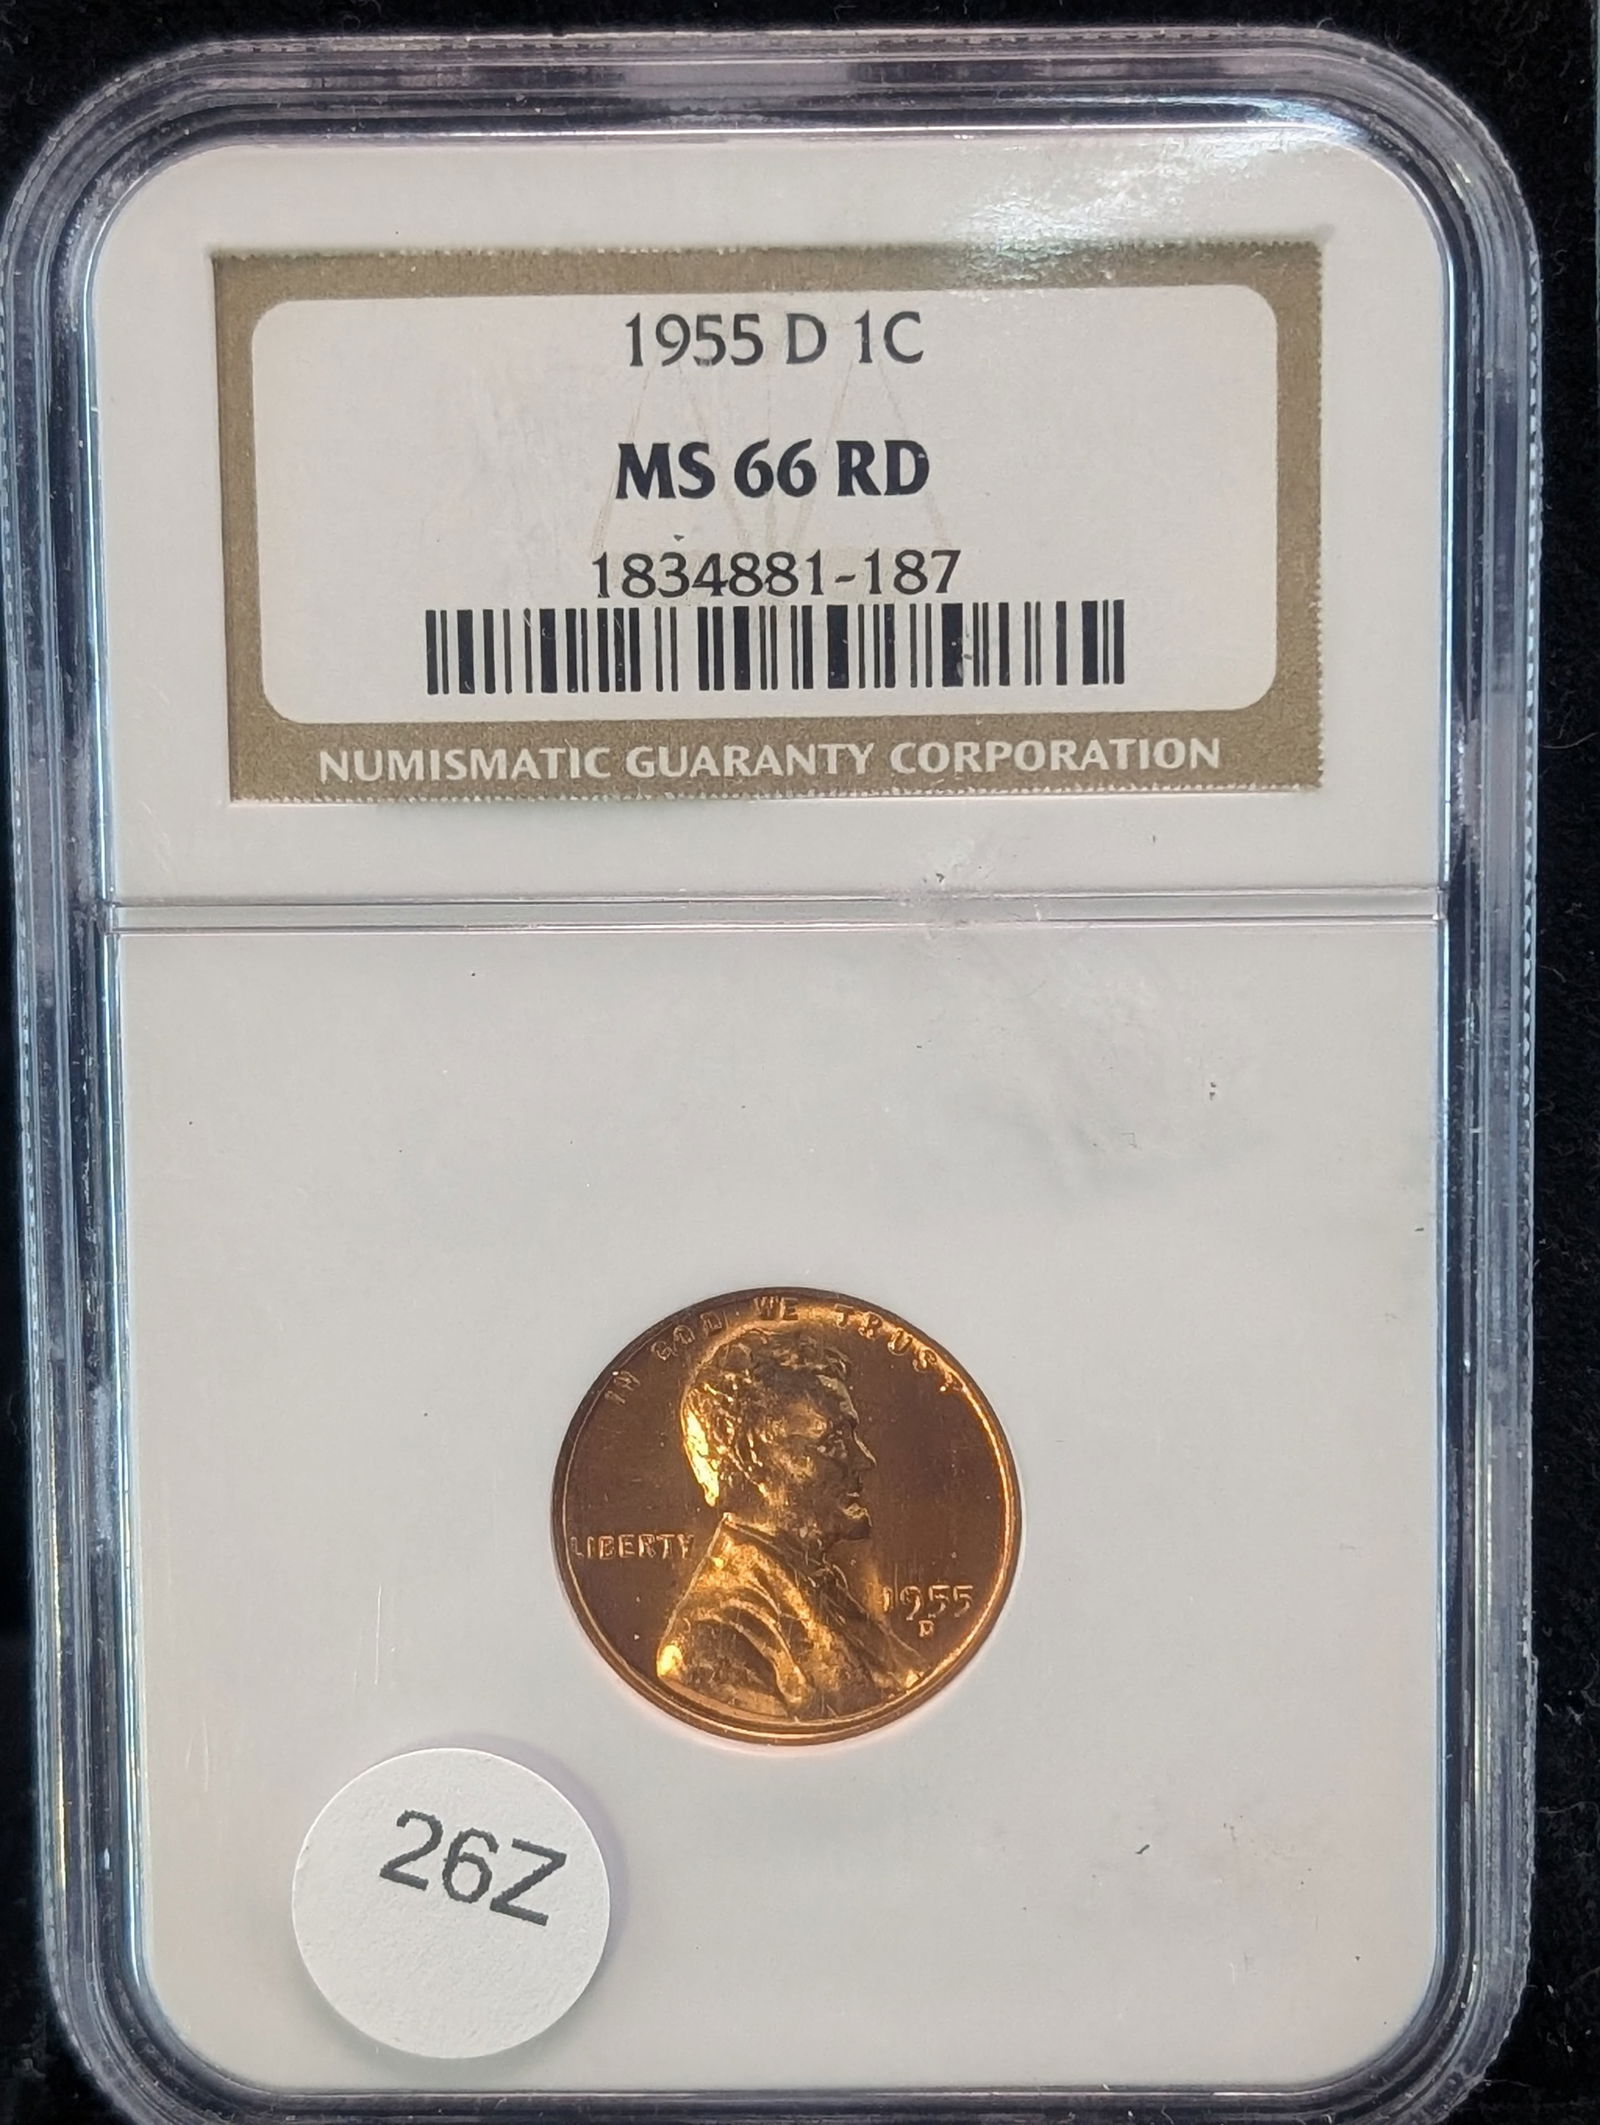 1955 D 1C
MS 66 RD
1834881-187
NUMISMATIC GUARANTY CORPORATION
IN GOD WE TRUST
LIBERTY
1955
D
26Z